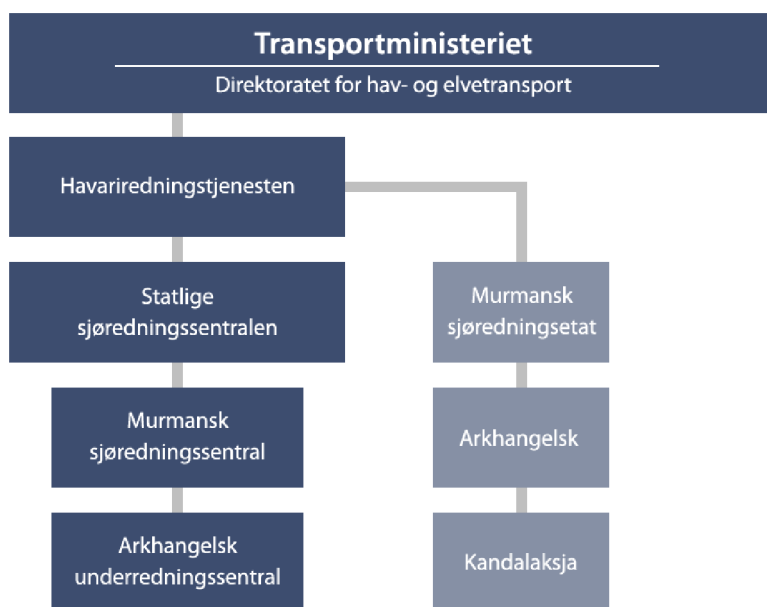 Transportministeriet
Direktoratet for hav- og elvetransport
Havariredningstjenesten
Statlige
sjøredningssentralen
Murmansk
sjøredningsetat
Murmansk
sjøredningssentral
Arkhangelsk
Arkhangelsk
underredningssentral
Kandalaksja